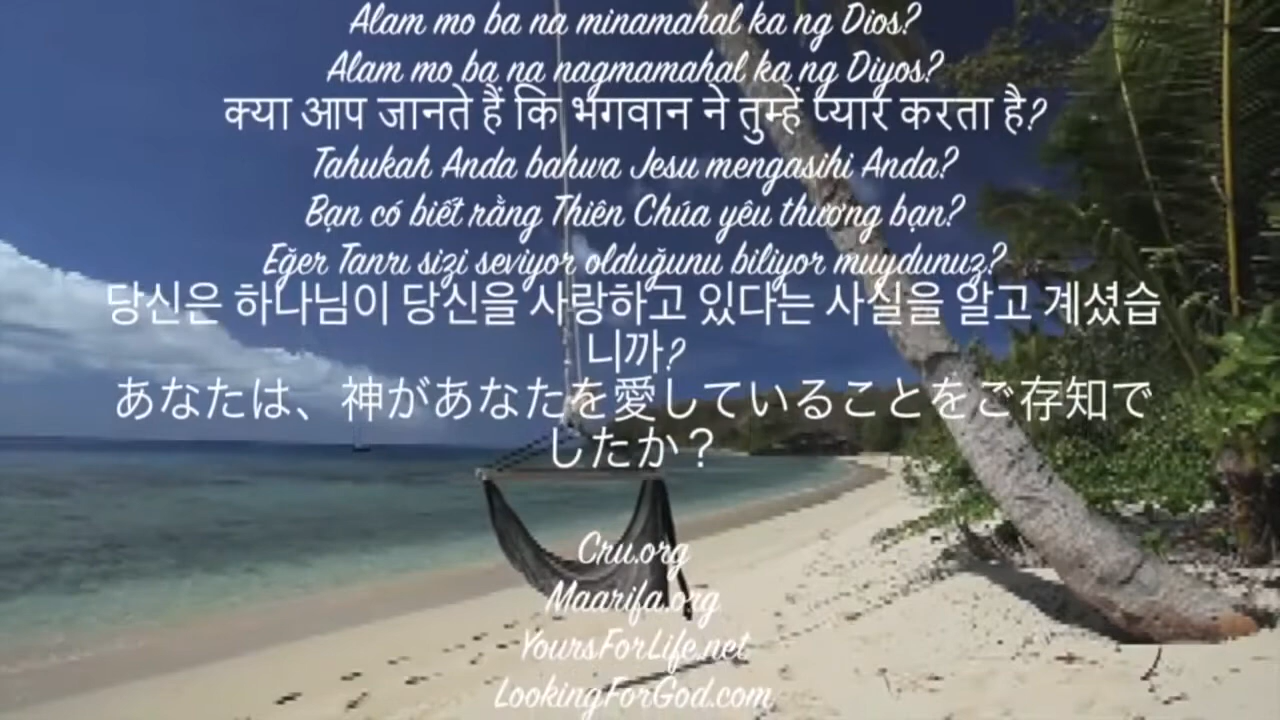 Alam mo ba na minamahal ka ng Dios?
Alam mo ba na nagmamahal ka ng Diyos?
क्या आप जानते हैं कि भगवान ने तुम्हें प्यार करता है?
Tahukah Anda bahwa Jesu mengasihi Anda?
Bạn có biết rằng Thiên Chúa yêu thương bạn?
Eğer Tanrı sizi seviyor olduğunu biliyor muydunuz?
당신은 하나님이 당신을 사랑하고 있다는 사실을 알고 계셨습
니까?
あなたは、神があなたを愛していることをご存知で
したか？
Cru.org
Maarifa.org
YoursForLife.net
LookingForGod.com